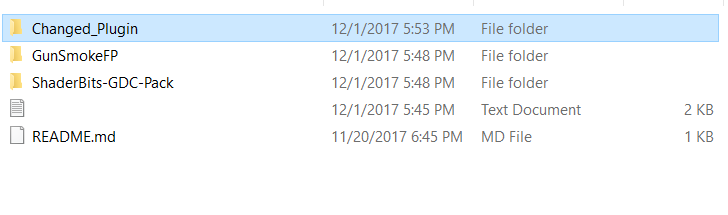 Changed_Plugin 12/1/2017 5:53 PM File folder
GunSmokeFP 12/1/2017 5:48 PM File folder
ShaderBits-GDC-Pack 12/1/2017 5:48 PM File folder
12/1/2017 5:45 PM Text Document 2 KB
README.md 11/20/2017 6:45 PM MD File 1 KB